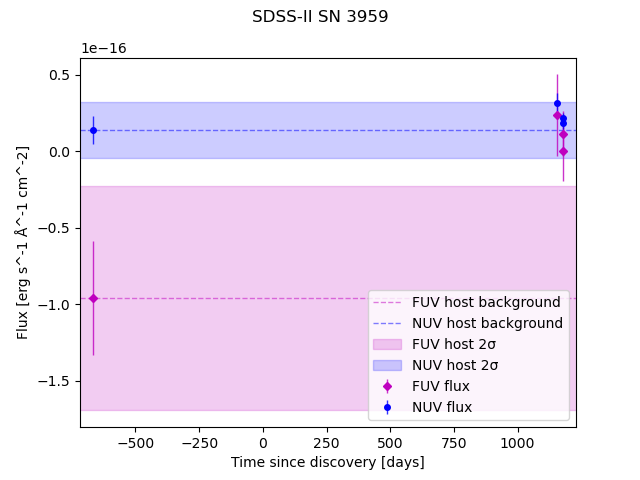 SDSS-II SN 3959
1e−16
0.5
0.0
−0.5
−1.0
−1.5
Flux [erg s^-1 Å^-1 cm^-2]
FUV host background
NUV host background
FUV host 2σ
NUV host 2σ
FUV flux
NUV flux
−500
−250
0
250
500
750
1000
Time since discovery [days]